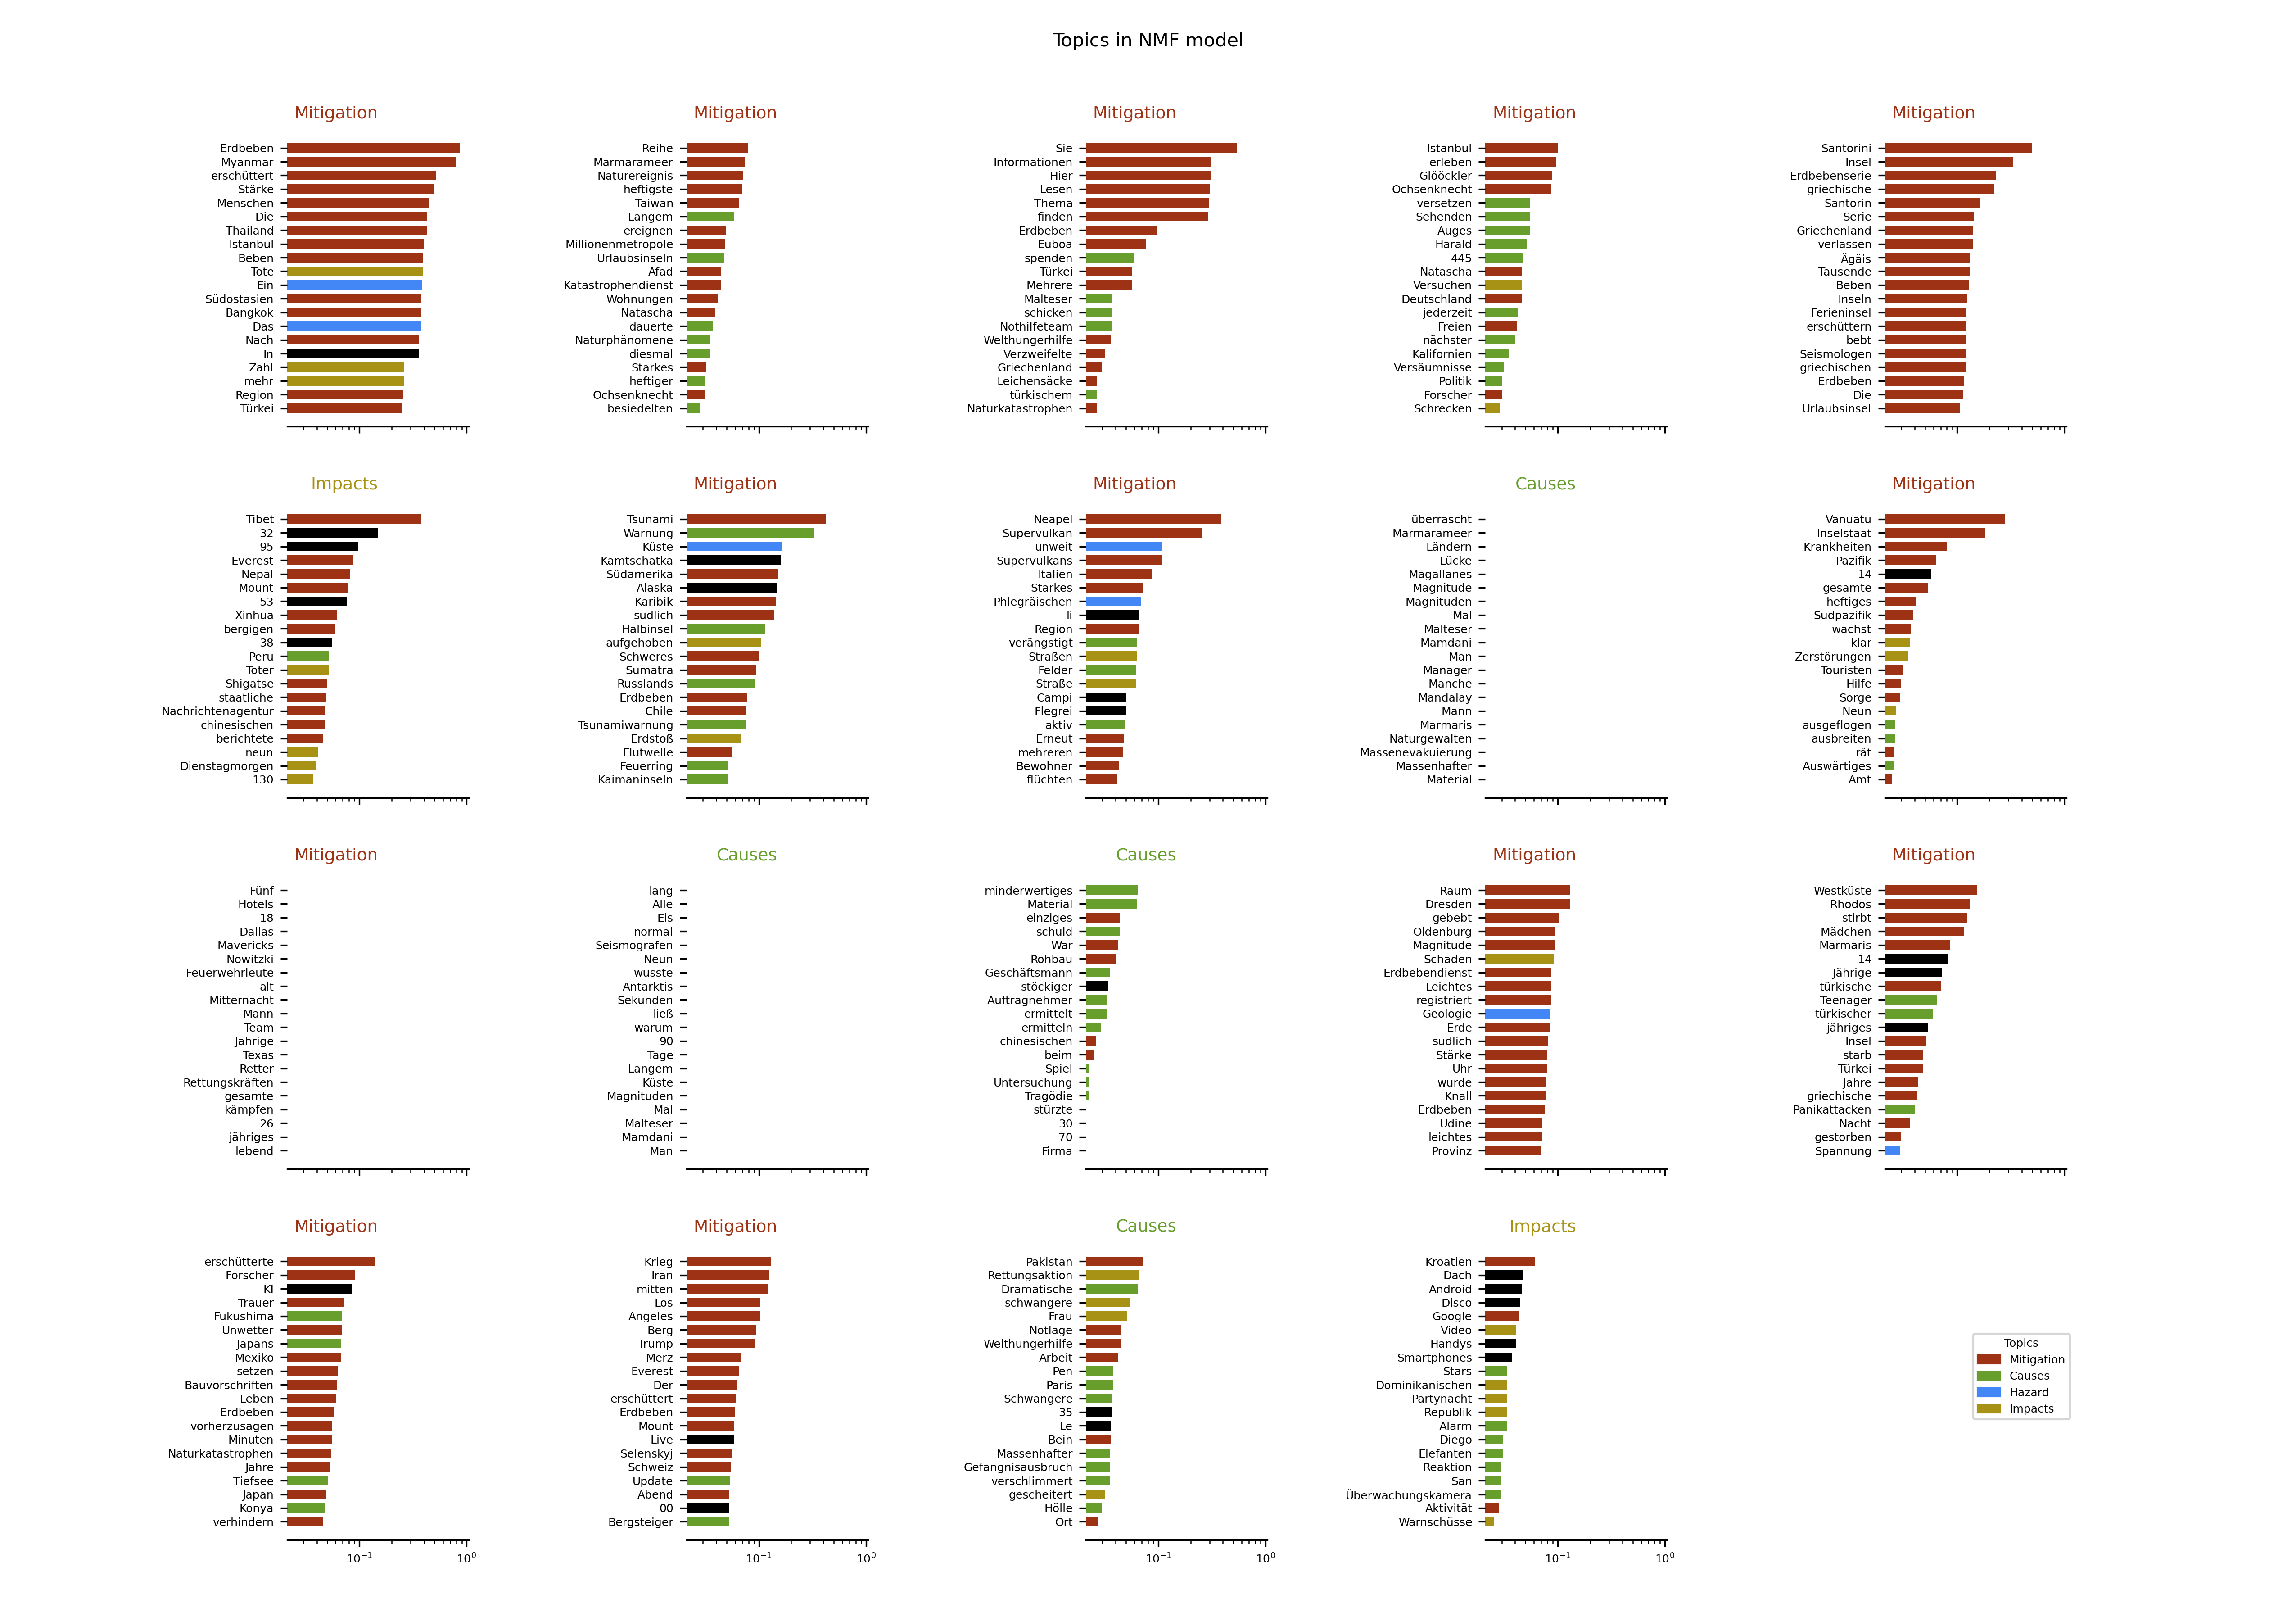 Topics in NMF model
Mitigation
Erdbeben
Myanmar
erschüttert
Stärke
Menschen
Die
Thailand
Istanbul
Beben
Tote
Ein
Südostasien
Bangkok
Das
Nach
In
Zahl
mehr
Region
Türkei
Mitigation
Reihe
Marmarameer
Naturereignis
heftigste
Taiwan
Langem
ereignen
Millionenmetropole
Urlaubsinseln
Afad
Katastrophendienst
Wohnungen
Natascha
dauerte
Naturphänomene
diesmal
Starkes
heftiger
Ochsenknecht
besiedelten
Mitigation
Sie
Informationen
Hier
Lesen
Thema
finden
Erdbeben
Euböa
spenden
Türkei
Mehrere
Malteser
schicken
Nothilfeteam
Welthungerhilfe
Verzweifelte
Griechenland
Leichensäcke
türkischem
Naturkatastrophen
Mitigation
Istanbul
erleben
Glööckler
Ochsenknecht
versetzen
Sehenden
Auges
Harald
445
Natascha
Versuchen
Deutschland
jederzeit
Freien
nächster
Kalifornien
Versäumnisse
Politik
Forscher
Schrecken
Mitigation
Santorini
Insel
Erdbebenserie
griechische
Santorin
Serie
Griechenland
verlassen
Ägäis
Tausende
Beben
Inseln
Ferieninsel
erschüttern
bebt
Seismologen
griechischen
Erdbeben
Die
Urlaubsinsel
Impacts
Tibet
32
95
Everest
Nepal
Mount
53
Xinhua
bergigen
38
Peru
Toter
Shigatse
staatliche
Nachrichtenagentur
chinesischen
berichtete
neun
Dienstagmorgen
130
Mitigation
Tsunami
Warnung
Küste
Kamtschatka
Südamerika
Alaska
Karibik
südlich
Halbinsel
aufgehoben
Schweres
Sumatra
Russlands
Erdbeben
Chile
Tsunamiwarnung
Erdstoß
Flutwelle
Feuerring
Kaimaninseln
Mitigation
Neapel
Supervulkan
unweit
Supervulkans
Italien
Starkes
Phlegräischen
li
Region
verängstigt
Straßen
Felder
Straße
Campi
Flegrei
aktiv
Erneut
mehreren
Bewohner
flüchten
Causes
überrascht
Marmarameer
Ländern
Lücke
Magallanes
Magnitude
Magnituden
Mal
Malteser
Mamdani
Man
Manager
Manche
Mandalay
Mann
Marmaris
Naturgewalten
Massenevakuierung
Massenhafter
Material
Mitigation
Vanuatu
Inselstaat
Krankheiten
Pazifik
14
gesamte
heftiges
Südpazifik
wächst
klar
Zerstörungen
Touristen
Hilfe
Sorge
Neun
ausgeflogen
ausbreiten
rät
Auswärtiges
Amt
Mitigation
Fünf
Hotels
18
Dallas
Mavericks
Nowitzki
Feuerwehrleute
alt
Mitternacht
Mann
Team
Jährige
Texas
Retter
Rettungskräften
gesamte
kämpfen
26
jähriges
lebend
Causes
lang
Alle
Eis
normal
Seismografen
Neun
wusste
Antarktis
Sekunden
ließ
warum
90
Tage
Langem
Küste
Magnituden
Mal
Malteser
Mamdani
Man
Causes
minderwertiges
Material
einziges
schuld
War
Rohbau
Geschäftsmann
stöckiger
Auftragnehmer
ermittelt
ermitteln
chinesischen
beim
Spiel
Untersuchung
Tragödie
stürzte
30
70
Firma
Mitigation
Raum
Dresden
gebebt
Oldenburg
Magnitude
Schäden
Erdbebendienst
Leichtes
registriert
Geologie
Erde
südlich
Stärke
Uhr
wurde
Knall
Erdbeben
Udine
leichtes
Provinz
Mitigation
Westküste
Rhodos
stirbt
Mädchen
Marmaris
14
Jährige
türkische
Teenager
türkischer
jähriges
Insel
starb
Türkei
Jahre
griechische
Panikattacken
Nacht
gestorben
Spannung
Mitigation
erschütterte
Forscher
KI
Trauer
Fukushima
Unwetter
Japans
Mexiko
setzen
Bauvorschriften
Leben
Erdbeben
vorherzusagen
Minuten
Naturkatastrophen
Jahre
Tiefsee
Japan
Konya
verhindern
10⁻¹ 10⁰
Mitigation
Krieg
Iran
mitten
Los
Angeles
Berg
Trump
Merz
Everest
Der
erschüttert
Erdbeben
Mount
Live
Selenskyj
Schweiz
Update
Abend
00
Bergsteiger
10⁻¹ 10⁰
Causes
Pakistan
Rettungsaktion
Dramatische
schwangere
Frau
Notlage
Welthungerhilfe
Arbeit
Pen
Paris
Schwangere
35
Le
Bein
Massenhafter
Gefängnisausbruch
verschlimmert
gescheitert
Hölle
Ort
10⁻¹ 10⁰
Impacts
Kroatien
Dach
Android
Disco
Google
Video
Handys
Smartphones
Stars
Dominikanischen
Partynacht
Republik
Alarm
Diego
Elefanten
Reaktion
San
Überwachungskamera
Aktivität
Warnschüsse
10⁻¹ 10⁰
Topics
Mitigation
Causes
Hazard
Impacts